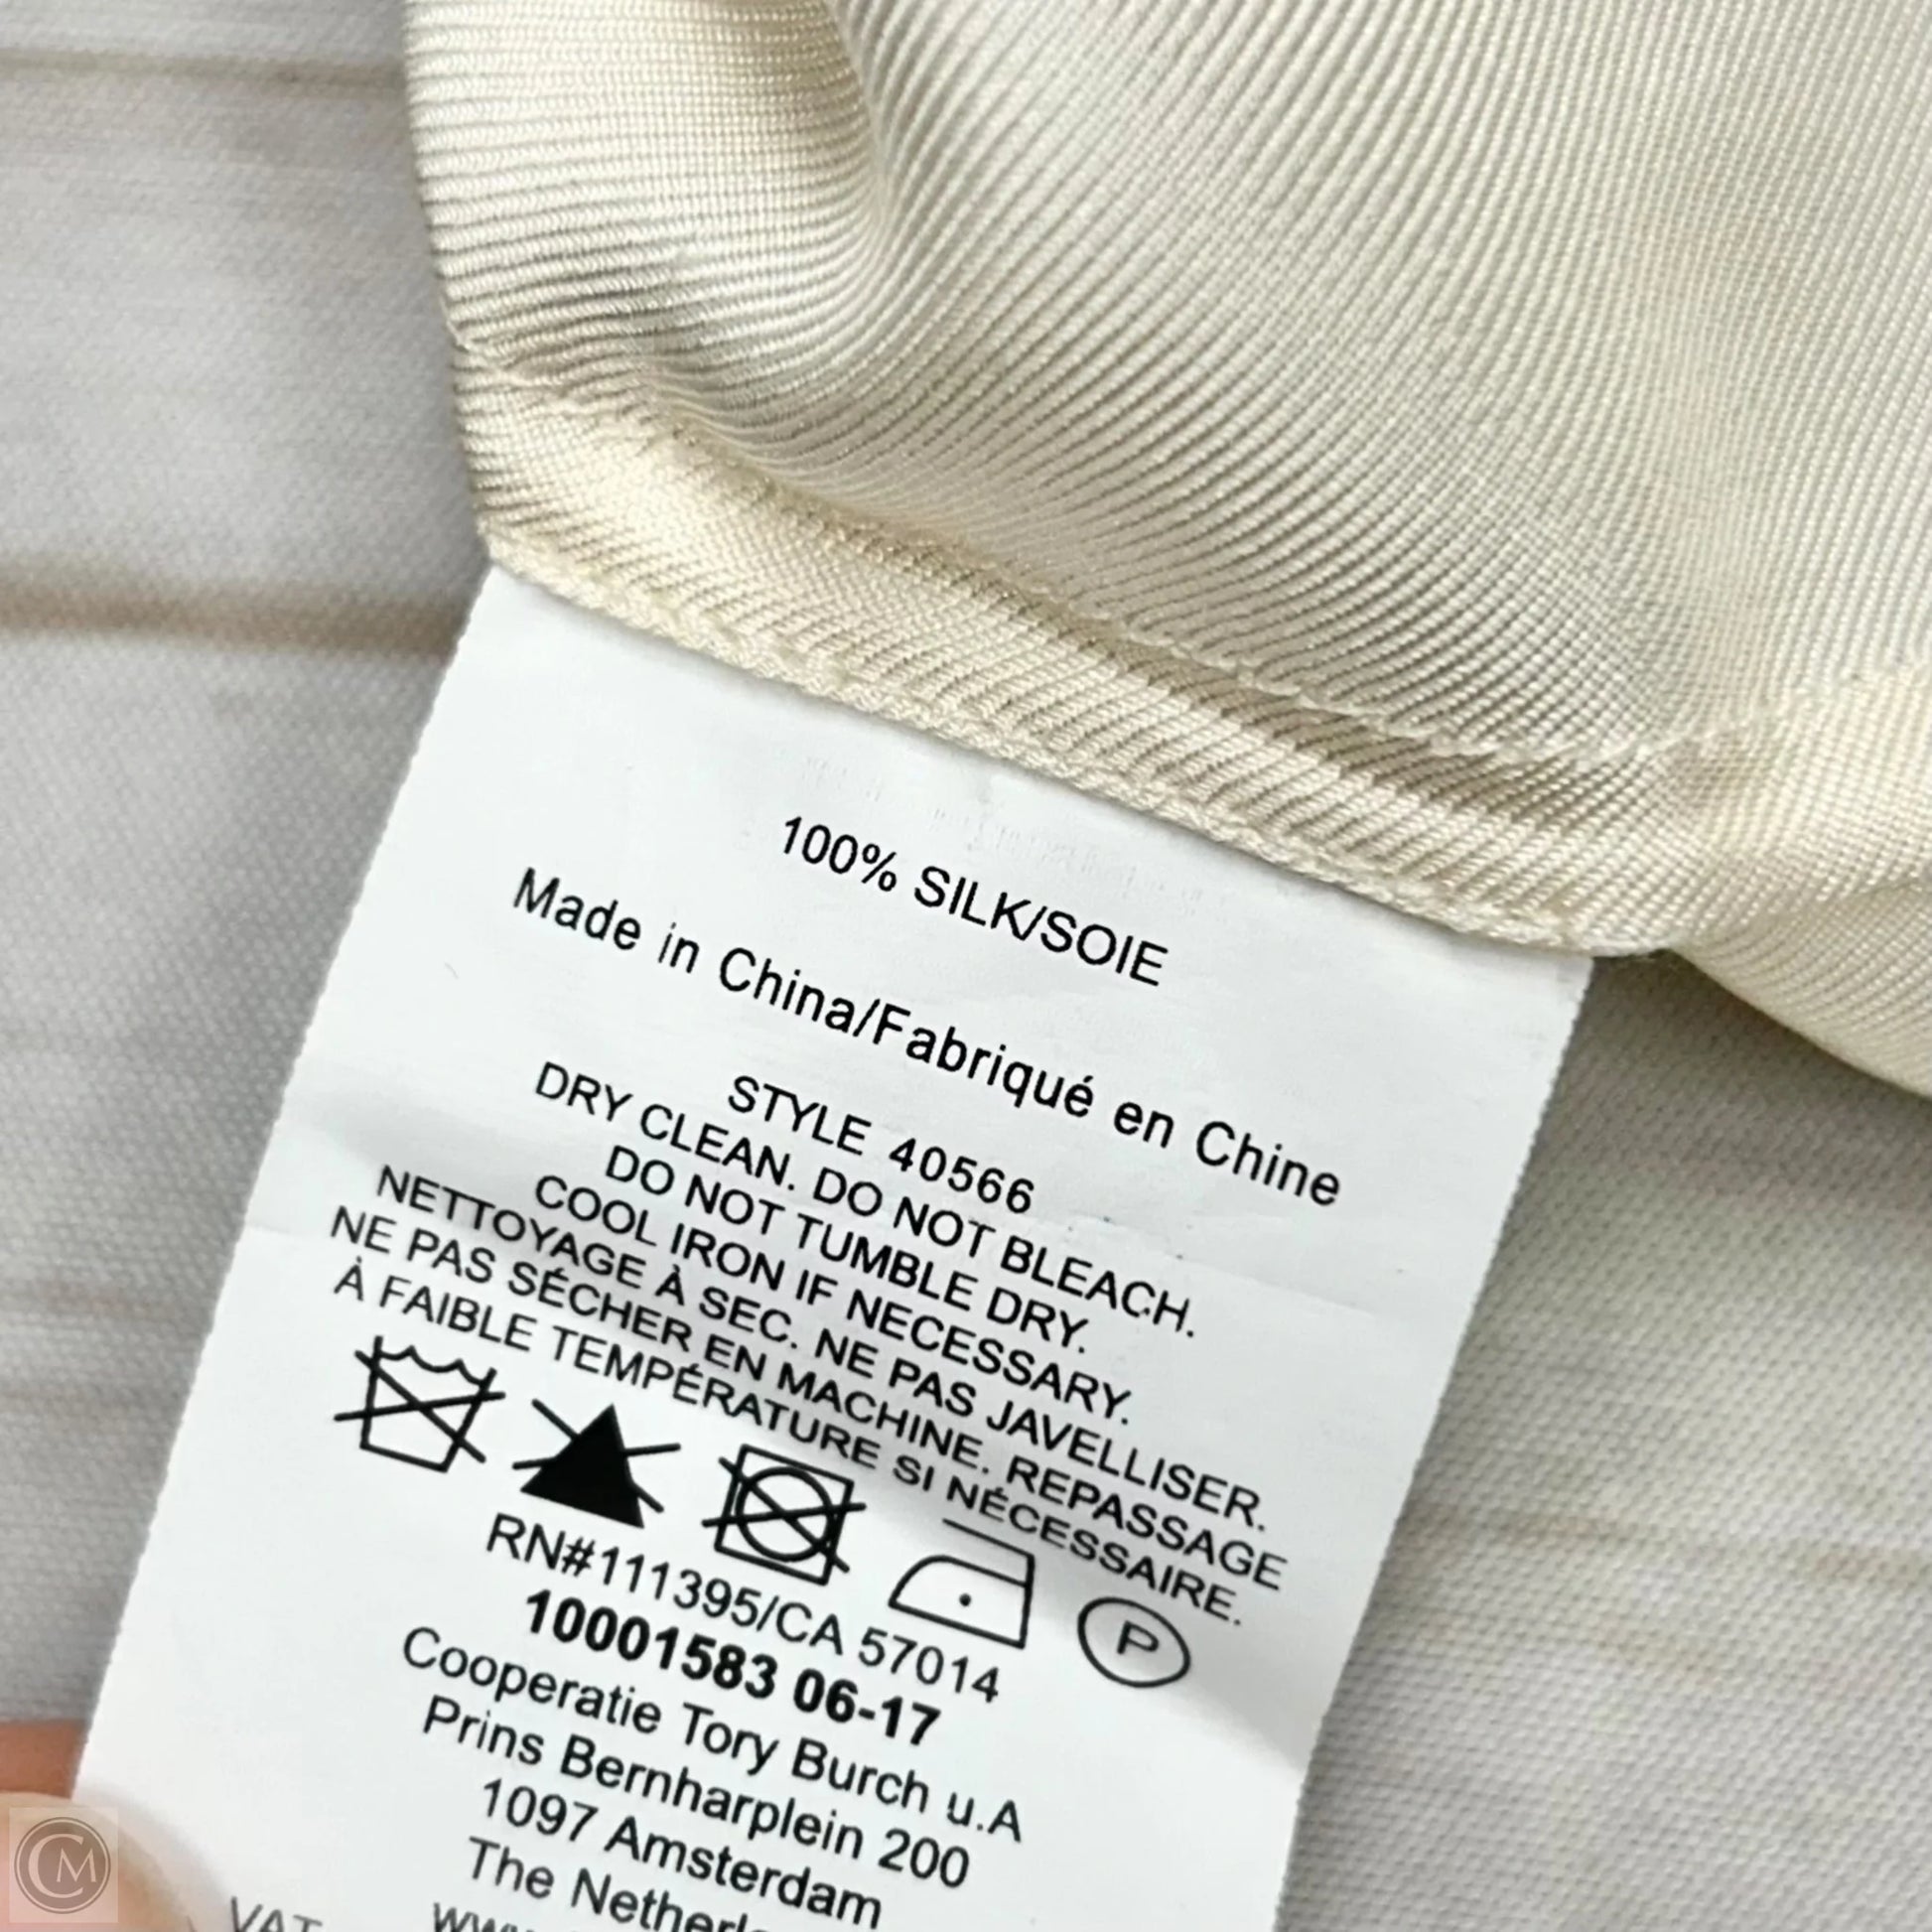 100% SILK/SOIE
Made in China/Fabriqué en Chine
STYLE 40566
DRY CLEAN. DO NOT BLEACH.
DO NOT TUMBLE DRY.
COOL IRON IF NECESSARY.
NETTOYAGE À SEC. NE PAS JAVELLISER.
NE PAS SÉCHER EN MACHINE. REPASSAGE
À FAIBLE TEMPÉRATURE SI NÉCESSAIRE.
P
RN#111395/CA 57014
10001583 06-17
Cooperatie Tory Burch u.A
Prins Bernharplein 200
1097 Amsterdam
The
VAT
CM